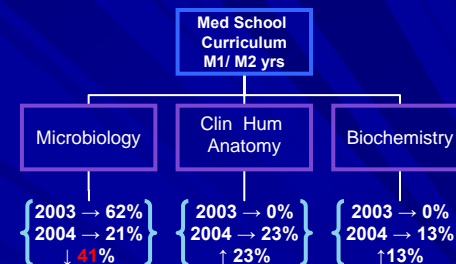 Med School
Curriculum
M1/ M2 yrs
Microbiology
Clin Hum
Anatomy
Biochemistry
2003 → 62%
2004 → 21%
↓ 41%
2003 → 0%
2004 → 23%
↑ 23%
2003 → 0%
2004 → 13%
↑13%